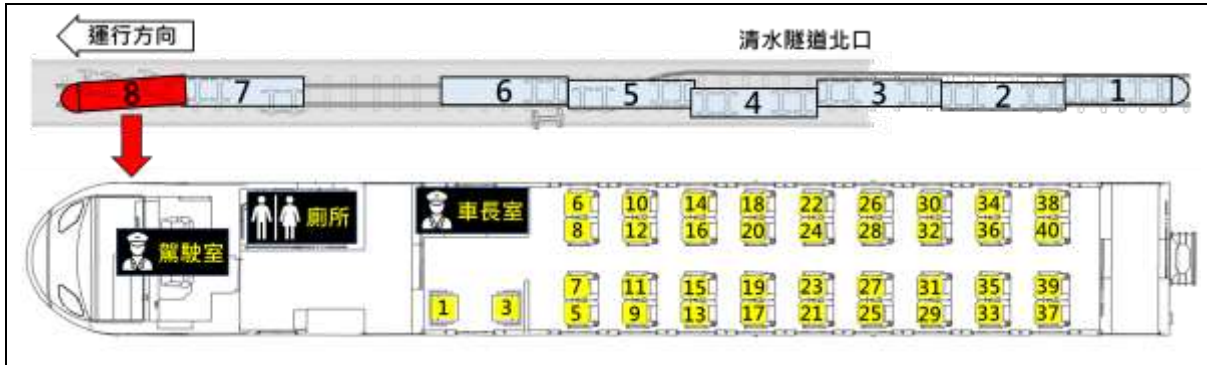 運行方向
清水隧道北口
8 7 6 5 4 3 2 1
駕駛室
廁所
車長室
6 10 14 18 22 26 30 34 38
8 12 16 20 24 28 32 36 40
7 11 15 19 23 27 31 35 39
1 3 5 9 13 17 21 25 29 33 37